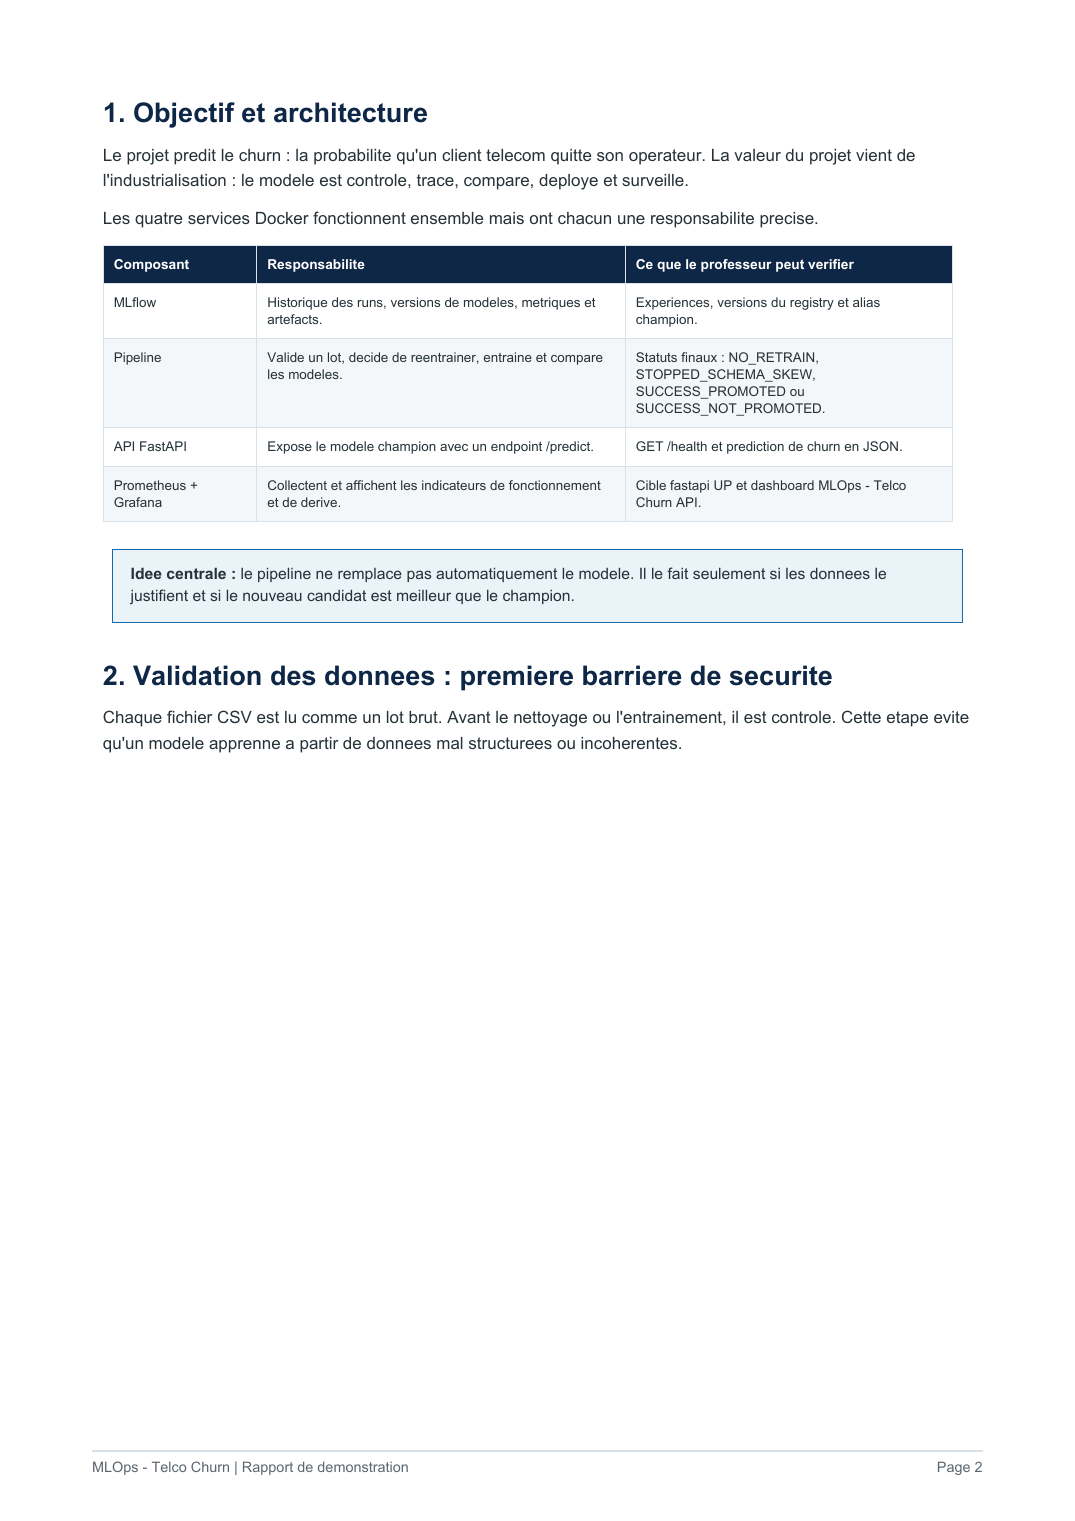 1. Objectif et architecture
Le projet predit le churn : la probabilite qu'un client telecom quitte son operateur. La valeur du projet vient de
l'industrialisation : le modele est controle, trace, compare, deploye et surveille.
Les quatre services Docker fonctionnent ensemble mais ont chacun une responsabilite precise.
Composant Responsabilite Ce que le professeur peut verifier
MLflow Historique des runs, versions de modeles, metriques et Experiences, versions du registry et alias
artefacts. champion.
Pipeline Valide un lot, decide de reentrainer, entraine et compare Statuts finaux : NO_RETRAIN,
les modeles. STOPPED_SCHEMA_SKEW,
SUCCESS_PROMOTED ou
SUCCESS_NOT_PROMOTED.
API FastAPI Expose le modele champion avec un endpoint /predict. GET /health et prediction de churn en JSON.
Prometheus + Collectent et affichent les indicateurs de fonctionnement Cible fastapi UP et dashboard MLOps - Telco
Grafana et de derive. Churn API.
Idee centrale : le pipeline ne remplace pas automatiquement le modele. Il le fait seulement si les donnees le
justifient et si le nouveau candidat est meilleur que le champion.
2. Validation des donnees : premiere barriere de securite
Chaque fichier CSV est lu comme un lot brut. Avant le nettoyage ou l'entrainement, il est controle. Cette etape evite
qu'un modele apprenne a partir de donnees mal structurees ou incoherentes.
MLOps - Telco Churn | Rapport de demonstration Page 2